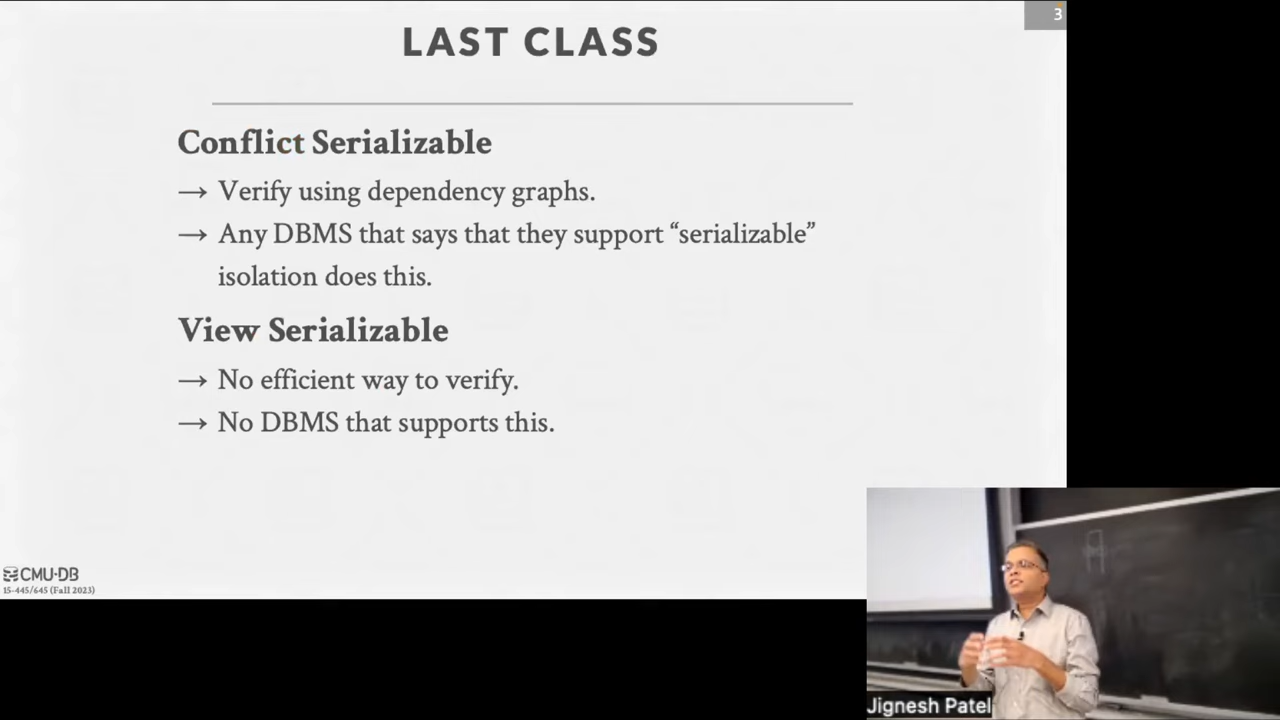 3
LAST CLASS
Conflict Serializable
→ Verify using dependency graphs.
→ Any DBMS that says that they support “serializable”
isolation does this.
View Serializable
→ No efficient way to verify.
→ No DBMS that supports this.
CMU·DB
15-445/645 (Fall 2023)
Jignesh Patel